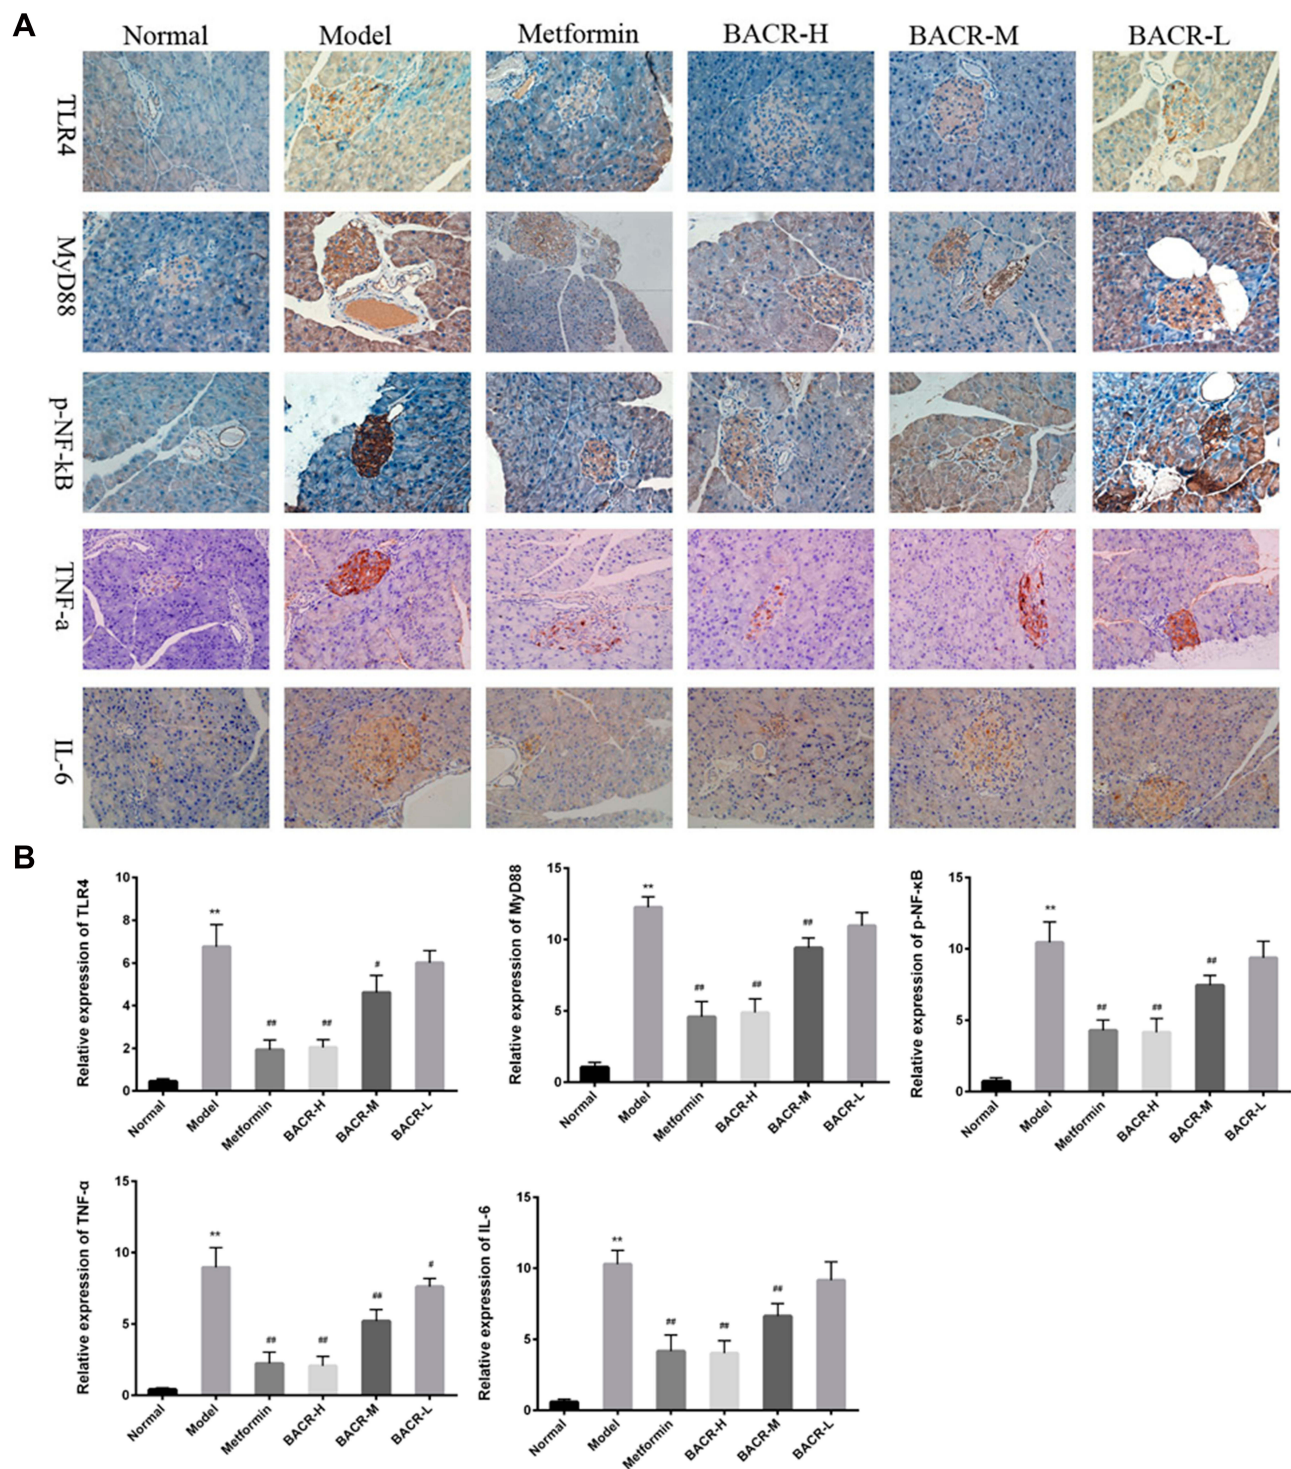 A
Normal Model Metformin BACR-H BACR-M BACR-L
TLR4
MyD88
p-NF-kB
TNF-a
IL-6
B
Relative expression of TLR4
10
8
6
4
2
0
**
##
##
#
Normal Model Metformin BACR-H BACR-M BACR-L
Relative expression of MyD88
15
10
5
0
**
##
##
##
Normal Model Metformin BACR-H BACR-M BACR-L
Relative expression of p-NF-κB
15
10
5
0
**
##
##
##
Normal Model Metformin BACR-H BACR-M BACR-L
Relative expression of TNF-α
15
10
5
0
**
##
##
##
#
Normal Model Metformin BACR-H BACR-M BACR-L
Relative expression of IL-6
15
10
5
0
**
##
##
##
Normal Model Metformin BACR-H BACR-M BACR-L